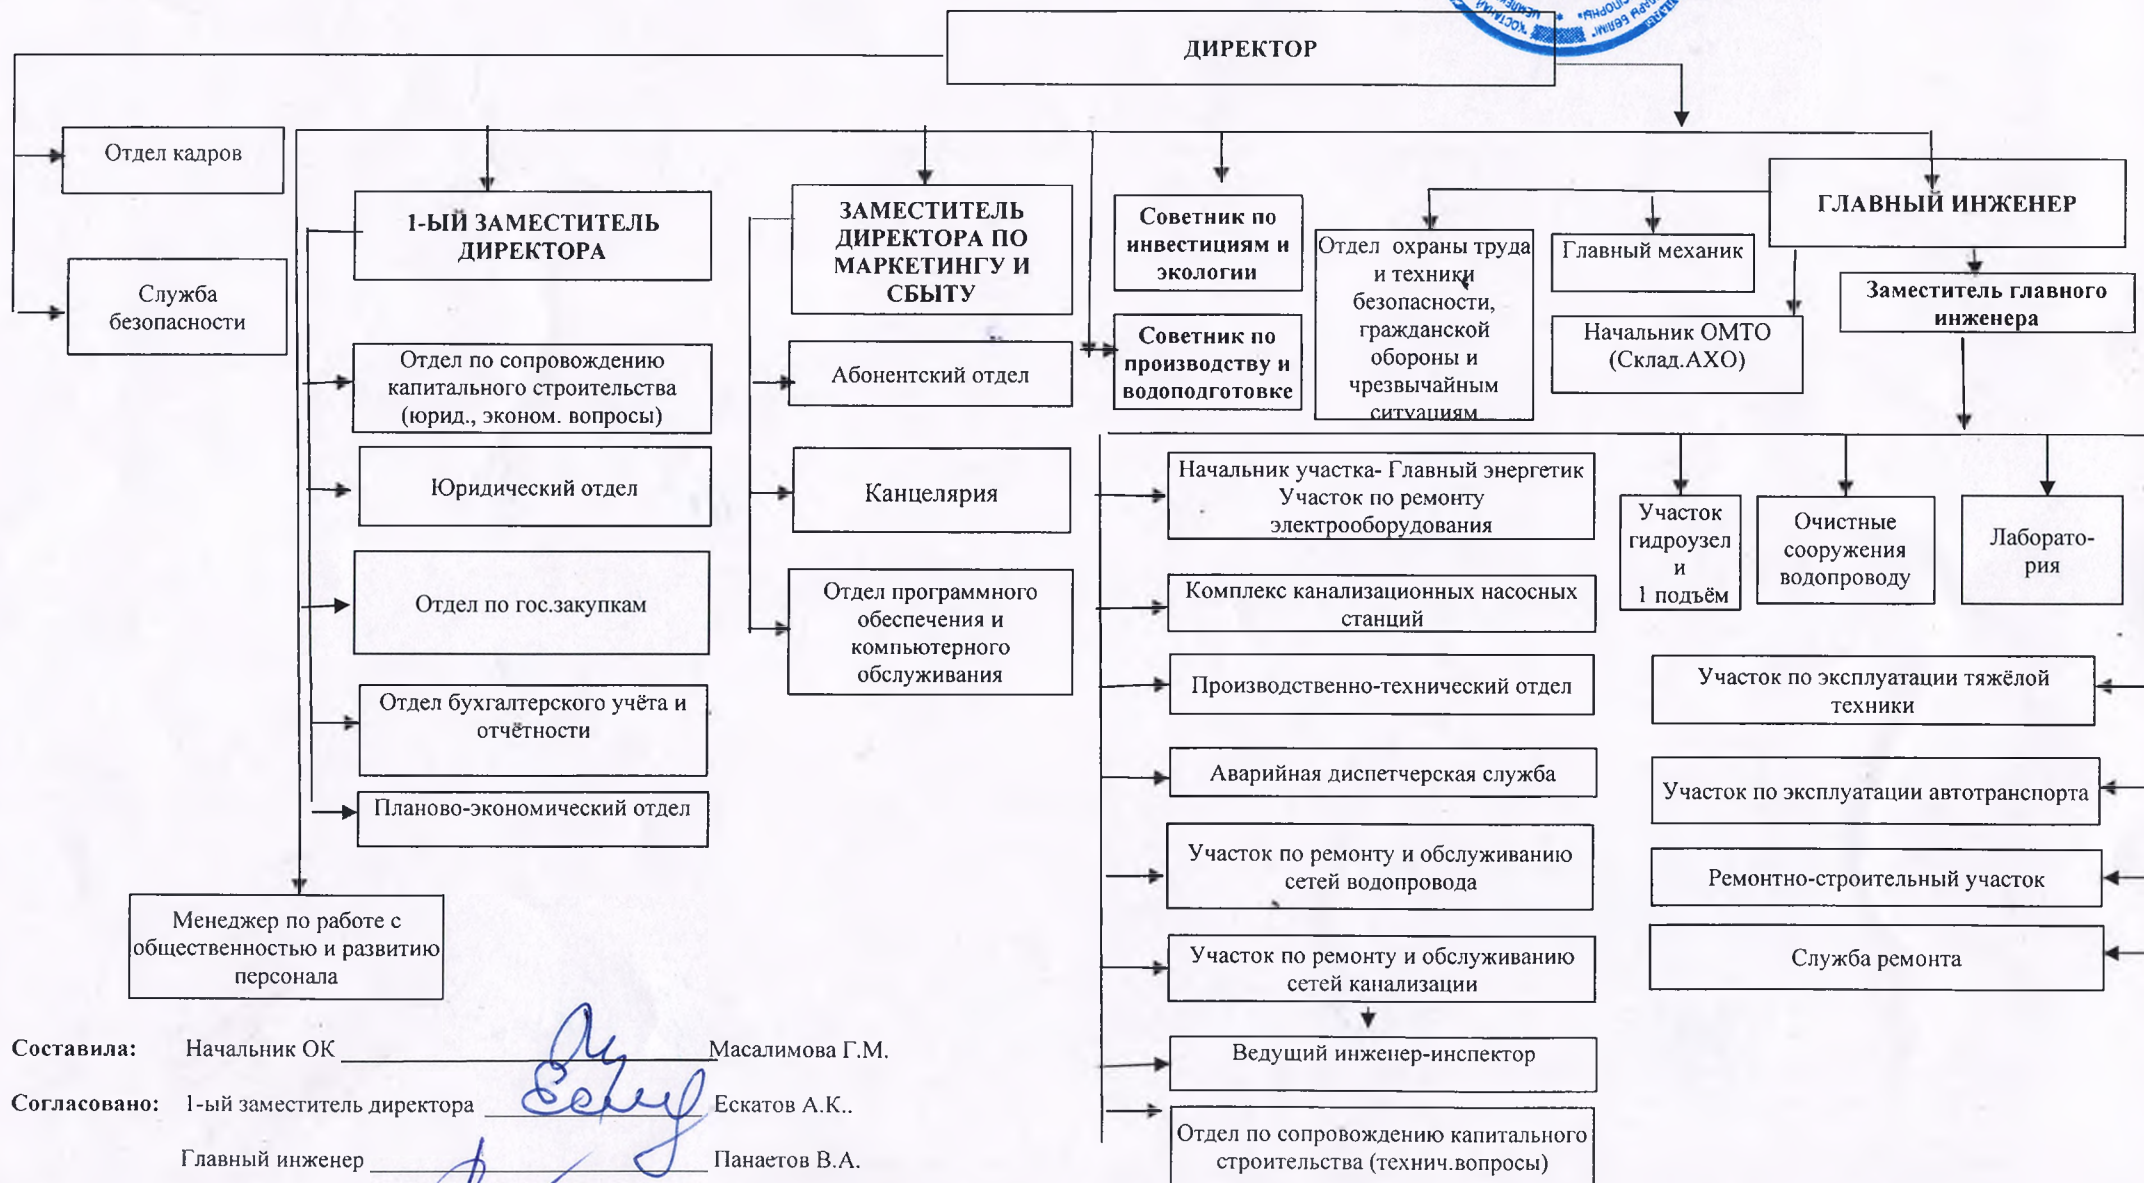 ДИРЕКТОР
Отдел кадров
Служба
безопасности
1-ЫЙ ЗАМЕСТИТЕЛЬ
ДИРЕКТОРА
Отдел по сопровождению
капитального строительства
(юрид., эконом. вопросы)
Юридический отдел
Отдел по гос.закупкам
Отдел бухгалтерского учёта и
отчётности
Планово-экономический отдел
Менеджер по работе с
общественностью и развитию
персонала
ЗАМЕСТИТЕЛЬ
ДИРЕКТОРА ПО
МАРКЕТИНГУ И
СБЫТУ
Абонентский отдел
Канцелярия
Отдел программного
обеспечения и
компьютерного
обслуживания
Советник по
инвестициям и
экологии
Советник по
производству и
водоподготовке
ГЛАВНЫЙ ИНЖЕНЕР
Отдел охраны труда
и техники
безопасности,
гражданской
обороны и
чрезвычайным
ситуациям
Главный механик
Начальник ОМТО
(Склад.АХО)
Заместитель главного
инженера
Начальник участка- Главный энергетик
Участок по ремонту
электрооборудования
Комплекс канализационных насосных
станций
Производственно-технический отдел
Аварийная диспетчерская служба
Участок по ремонту и обслуживанию
сетей водопровода
Участок по ремонту и обслуживанию
сетей канализации
Ведущий инженер-инспектор
Отдел по сопровождению капитального
строительства (технич.вопросы)
Участок
гидроузел
и
1 подъём
Очистные
сооружения
водопроводу
Лаборато-
рия
Участок по эксплуатации тяжёлой
техники
Участок по эксплуатации автотранспорта
Ремонтно-строительный участок
Служба ремонта
Составила: Начальник ОК Масалимова Г.М.
Согласовано: 1-ый заместитель директора Ескатов А.К..
Главный инженер Панаетов В.А.